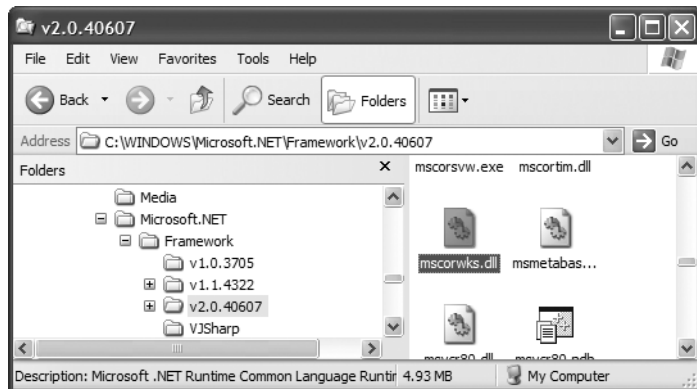 v2.0.40607
File Edit View Favorites Tools Help
Back Search Folders
Address C:\WINDOWS\Microsoft.NET\Framework\v2.0.40607 Go
Folders
Media
Microsoft.NET
Framework
v1.0.3705
v1.1.4322
v2.0.40607
VJSharp
mscorsvw.exe mscortim.dll
mscorwks.dll msmetabas...
Description: Microsoft .NET Runtime Common Language Runtir 4.93 MB My Computer